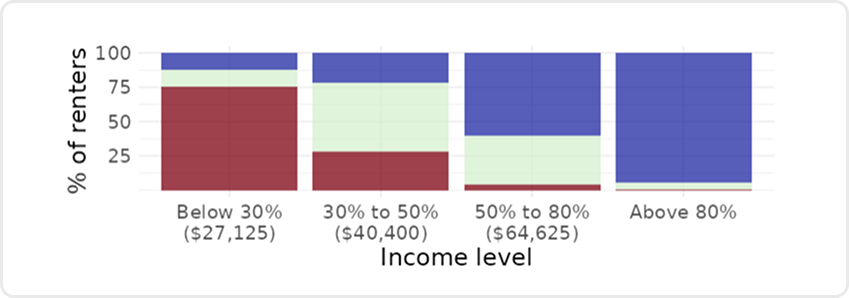 % of renters
100
75
50
25
Below 30% 30% to 50% 50% to 80% Above 80%
($27,125) ($40,400) ($64,625)
Income level